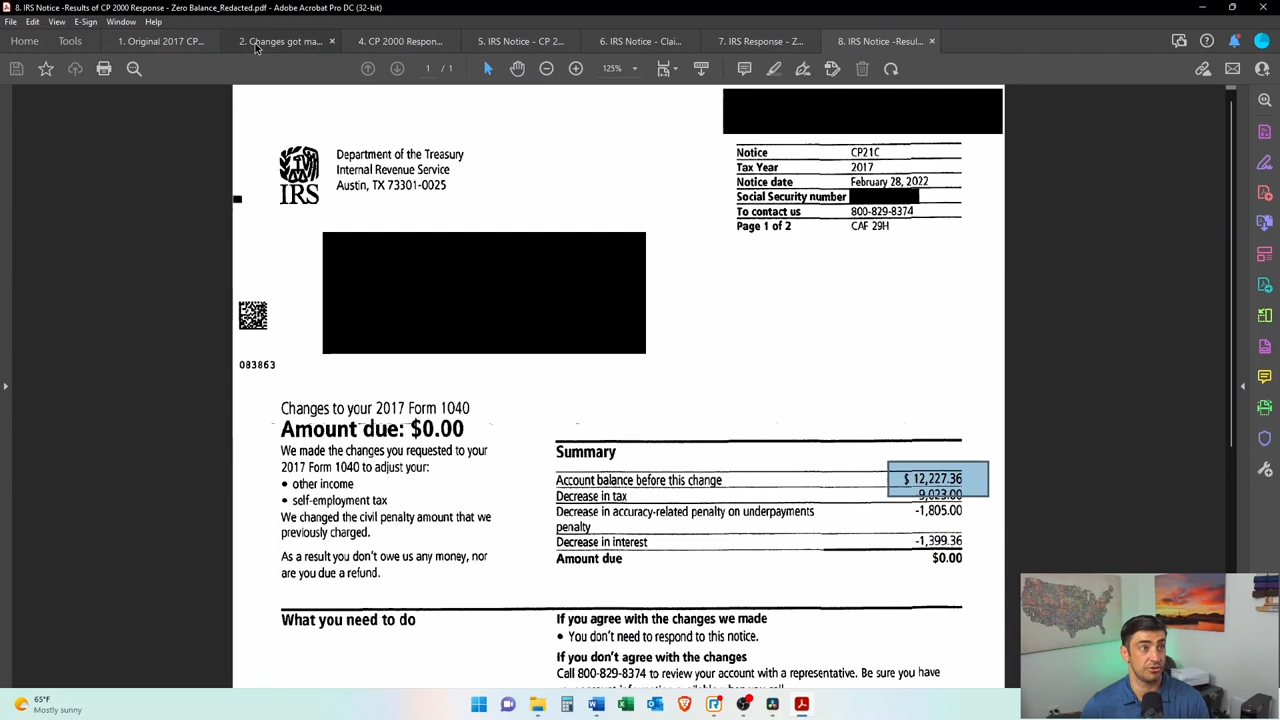 8. IRS Notice -Results of CP 2000 Response - Zero Balance_Redacted.pdf - Adobe Acrobat Pro DC (32-bit)
File Edit View E-Sign Window Help
Home Tools 1. Original 2017 CP... 2. Changes got ma... 4. CP 2000 Respon... 5. IRS Notice - CP 2... 6. IRS Notice - Clai... 7. IRS Response - Z... 8. IRS Notice -Resul...
1 / 1 125%
IRS
Department of the Treasury
Internal Revenue Service
Austin, TX 73301-0025
Notice CP21C
Tax Year 2017
Notice date February 28, 2022
Social Security number
To contact us 800-829-8374
Page 1 of 2 CAF 29H
083863
Changes to your 2017 Form 1040
Amount due: $0.00
We made the changes you requested to your
2017 Form 1040 to adjust your:
• other income
• self-employment tax
We changed the civil penalty amount that we
previously charged.
As a result you don't owe us any money, nor
are you due a refund.
Summary
Account balance before this change $ 12,227.36
Decrease in tax 9,023.00
Decrease in accuracy-related penalty on underpayments -1,805.00
penalty
Decrease in interest -1,399.36
Amount due $0.00
What you need to do
If you agree with the changes we made
• You don't need to respond to this notice.
If you don't agree with the changes
Call 800-829-8374 to review your account with a representative. Be sure you have
65°F
Mostly sunny